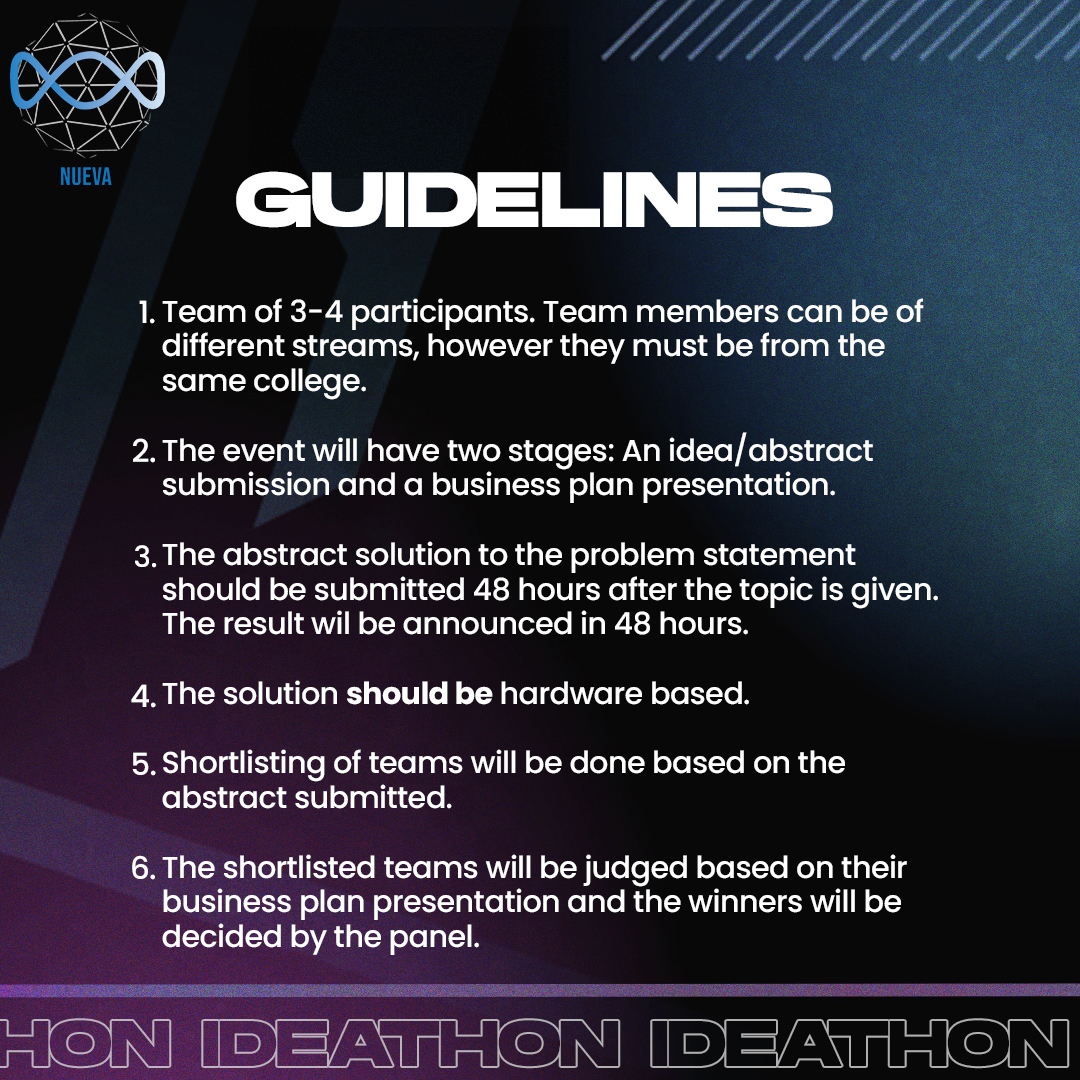 NUEVA
GUIDELINES
1. Team of 3-4 participants. Team members can be of
different streams, however they must be from the
same college.
2. The event will have two stages: An idea/abstract
submission and a business plan presentation.
3. The abstract solution to the problem statement
should be submitted 48 hours after the topic is given.
The result wil be announced in 48 hours.
4. The solution should be hardware based.
5. Shortlisting of teams will be done based on the
abstract submitted.
6. The shortlisted teams will be judged based on their
business plan presentation and the winners will be
decided by the panel.
HON IDEATHON IDEATHON